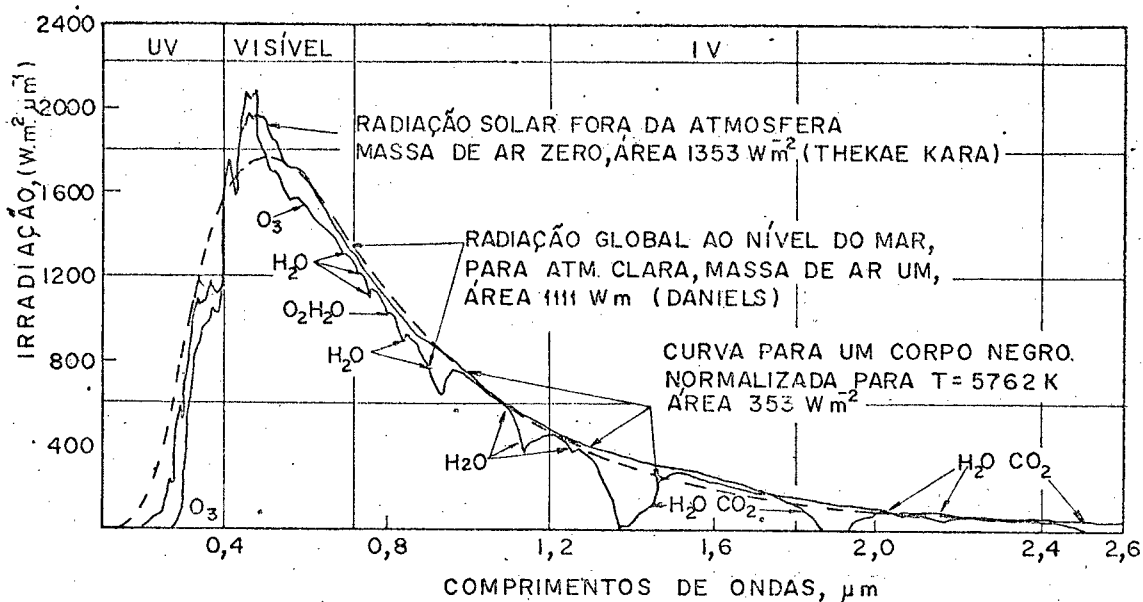 2400
UV
VISÍVEL
IV
2000
1600
1200
800
400
IRRADIAÇÃO, (W.m² µm⁻¹)
RADIAÇÃO SOLAR FORA DA ATMOSFERA
MASSA DE AR ZERO, ÁREA 1353 Wm⁻² (THEKAE KARA)
O₃
RADIAÇÃO GLOBAL AO NÍVEL DO MAR,
PARA ATM. CLARA, MASSA DE AR UM,
ÁREA 1111 Wm (DANIELS)
H₂O
O₂H₂O
H₂O
CURVA PARA UM CORPO NEGRO.
NORMALIZADA PARA T= 5762 K
ÁREA 353 Wm⁻²
H2O
H₂O CO₂
H₂O CO₂
O₃
0,4
0,8
1,2
1,6
2,0
2,4
2,6
COMPRIMENTOS DE ONDAS, µm